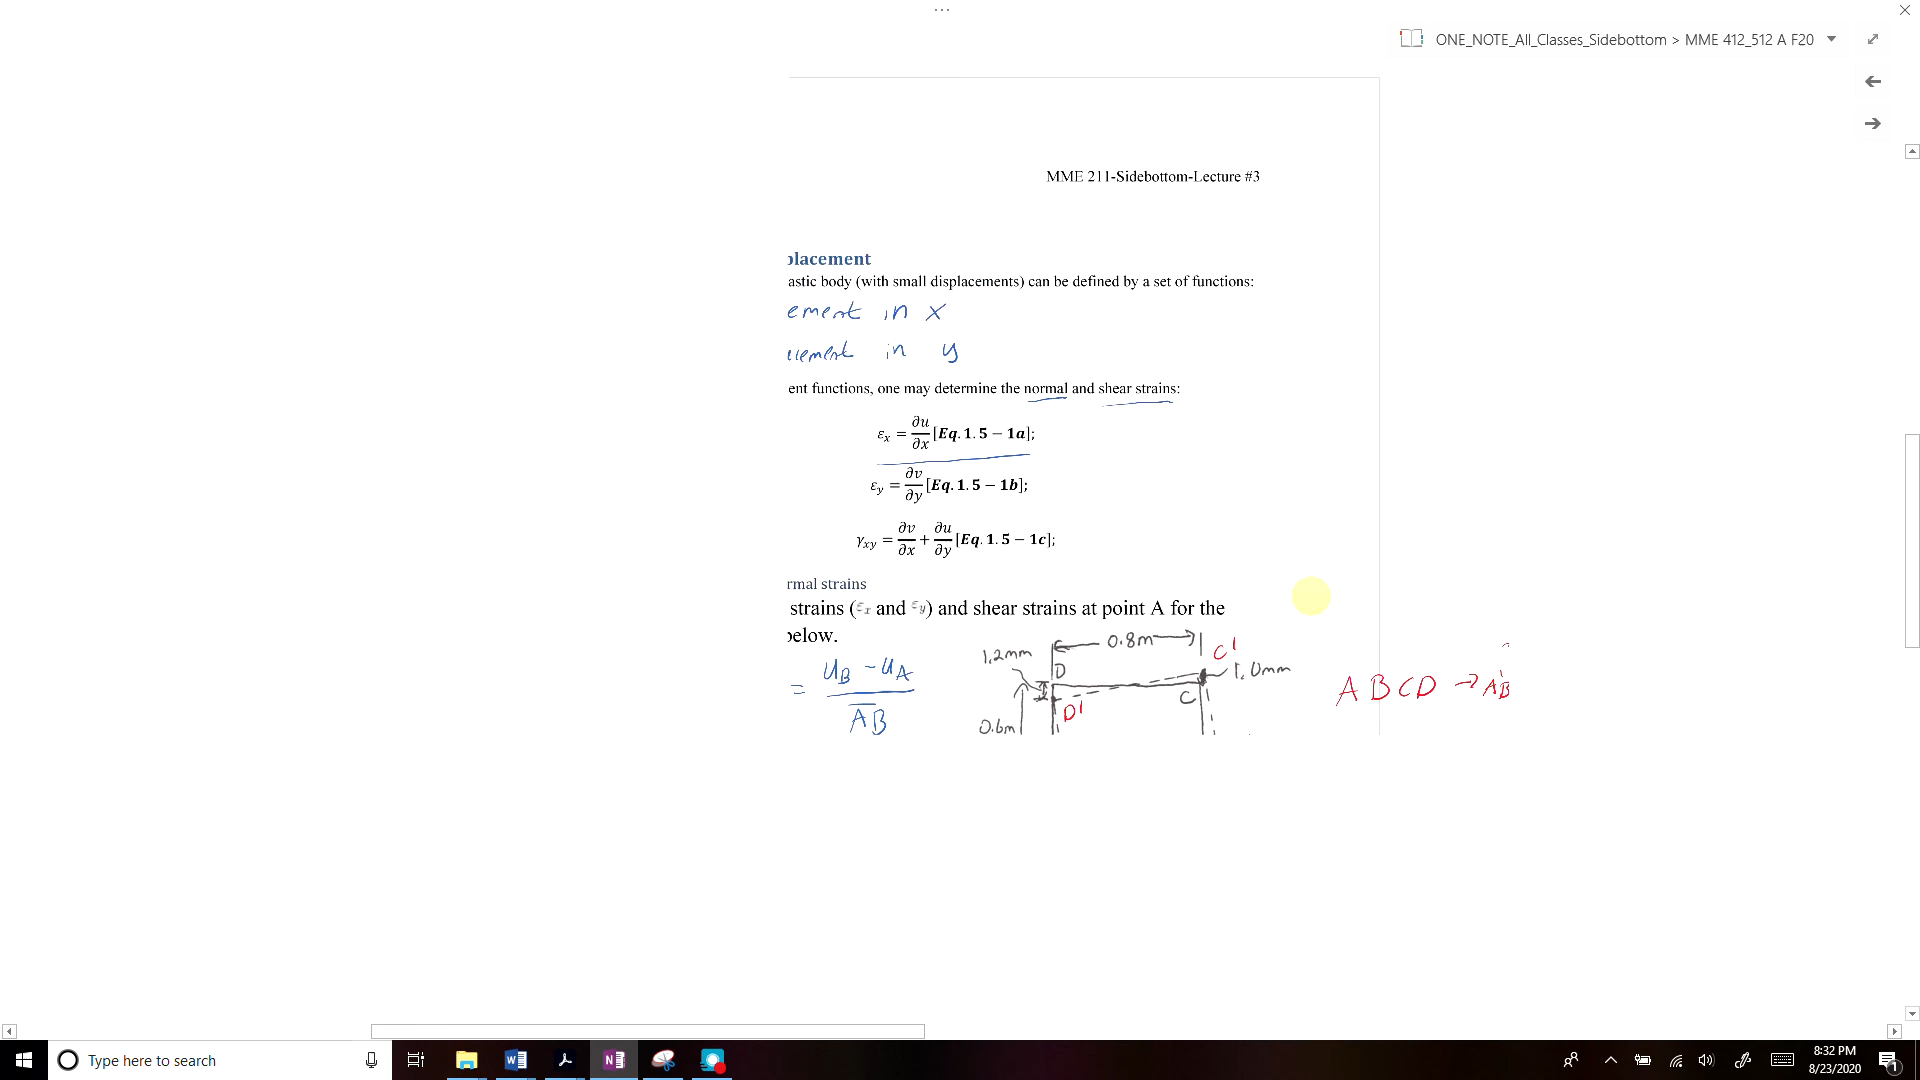 ONE_NOTE_All_Classes_Sidebottom > MME 412_512 A F20
MME 211-Sidebottom-Lecture #3
placement
astic body (with small displacements) can be defined by a set of functions:
ement in x
cement in y
ent functions, one may determine the normal and shear strains:
εx = ∂u/∂x [Eq. 1.5 − 1a];
εy = ∂v/∂y [Eq. 1.5 − 1b];
γxy = ∂v/∂x + ∂u/∂y [Eq. 1.5 − 1c];
rmal strains
strains (εx and εy) and shear strains at point A for the
below.
= uB − uA / AB
0.8m
1.2mm
D
C'
1.0mm
C
D'
0.6m
A B C D → A'B'
Type here to search
8:32 PM
8/23/2020
1